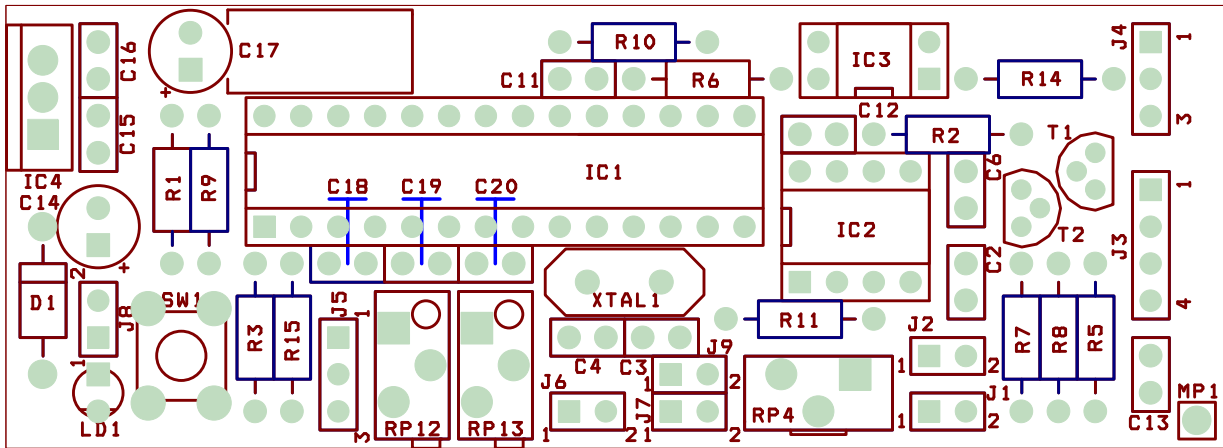 C16
C17
+
R10
C11
R6
IC3
C12
R14
J4
1
3
C15
IC4
C14
+
R1
R9
IC1
C18
C19
C20
R2
IC2
C6
T1
T2
1
J3
4
C2
D1
2
J8
1
SW1
LD1
R3
R15
J5
1
3
RP12
RP13
XTAL1
C4
C3
R11
J9
1
2
J6
1
2
J7
1
2
RP4
J2
1
2
J1
1
2
R7
R8
R5
C13
MP1